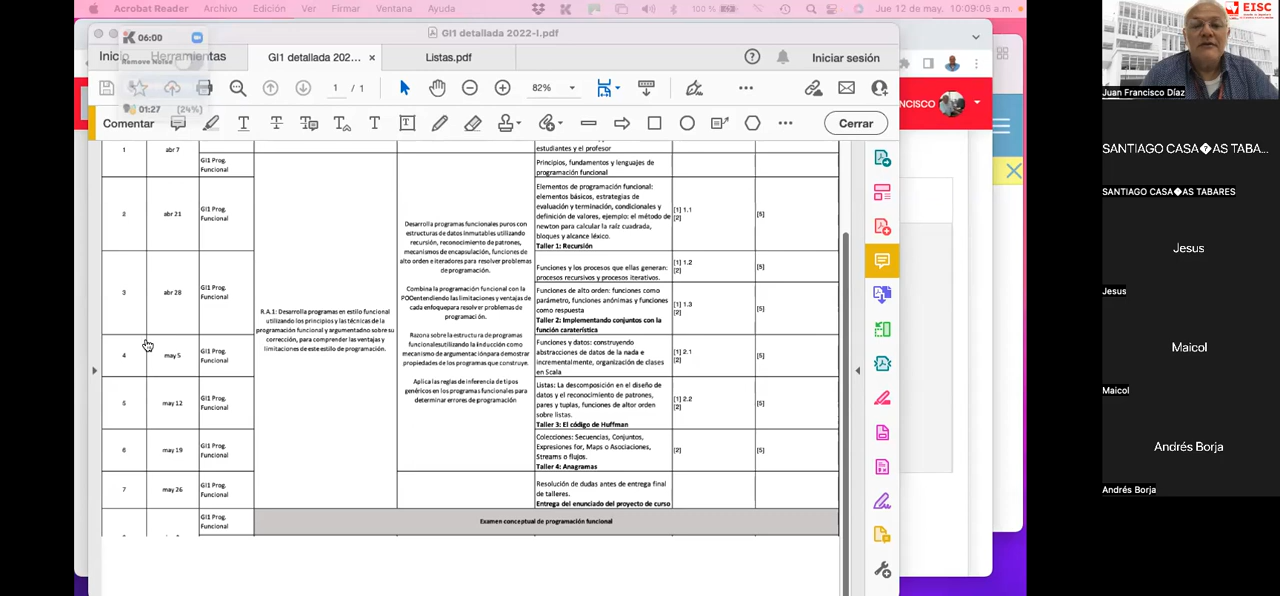 Acrobat Reader Archivo Edición Ver Firmar Ventana Ayuda
100 % Jue 12 de may. 10:09:05 a.m.
EISC
GI1 detallada 2022-I.pdf
06:00
Remove Noise
Herramientas
GI1 detallada 202... ×
Listas.pdf
Iniciar sesión
1 / 1
82%
01:27 (24%)
Comentar
Cerrar
1
abr 7
GI1 Prog.
Funcional
estudiantes y el profesor
Principios, fundamentos y lenguajes de
programación funcional
2
abr 21
GI1 Prog.
Funcional
Elementos de programación funcional:
elementos básicos, estrategias de
evaluación y terminación, condicionales y
definición de valores, ejemplo: el método de
newton para calcular la raíz cuadrada,
bloques y alcance léxico.
Taller 1: Recursión
[1] 1.1
[2]
[5]
3
abr 28
GI1 Prog.
Funcional
Funciones y los procesos que ellas generan:
procesos recursivos y procesos iterativos.
[1] 1.2
[2]
[5]
Funciones de alto orden: funciones como
parámetro, funciones anónimas y funciones
como respuesta
Taller 2: Implementando conjuntos con la
función caraterística
[1] 1.3
[2]
[5]
4
may 5
GI1 Prog.
Funcional
Funciones y datos: construyendo
abstracciones de datos de la nada e
incrementalmente, organización de clases
en Scala
[1] 2.1
[2]
[5]
5
may 12
GI1 Prog.
Funcional
Listas: La descomposición en el diseño de
datos y el reconocimiento de patrones,
pares y tuplas, funciones de altor orden
sobre listas.
Taller 3: El código de Huffman
[1] 2.2
[2]
[5]
6
may 19
GI1 Prog.
Funcional
Colecciones: Secuencias, Conjuntos,
Expresiones for, Maps o Asociaciones,
Streams o flujos.
Taller 4: Anagramas
[2]
[5]
7
may 26
GI1 Prog.
Funcional
Resolución de dudas antes de entrega final
de talleres.
Entrega del enunciado del proyecto de curso
GI1 Prog.
Funcional
Examen conceptual de programación funcional
R.A.1: Desarrolla programas en estilo funcional
utilizando los principios y las técnicas de la
programación funcional y argumentadno sobre su
corrección, para comprender las ventajas y
limitaciones de este estilo de programación.
Desarrolla programas funcionales puros con
estructuras de datos inmutables utilizando
recursión, reconocimiento de patrones,
mecanismos de encapsulación, funciones de
alto orden e iteradores para resolver problemas
de programación.
Combina la programación funcional con la
POOentendiendo las limitaciones y ventajas de
cada enfoquepara resolver problemas de
programación.
Razona sobre la estructura de programas
funcionalesutilizando la inducción como
mecanismo de argumentaciónpara demostrar
propiedades de los programas que construye.
Aplica las reglas de inferencia de tipos
genéricos en los programas funcionales para
determinar errores de programación
NCISCO
Juan Francisco Díaz
SANTIAGO CASA�AS TABA...
SANTIAGO CASA�AS TABARES
Jesus
Jesus
Maicol
Maicol
Andrés Borja
Andrés Borja